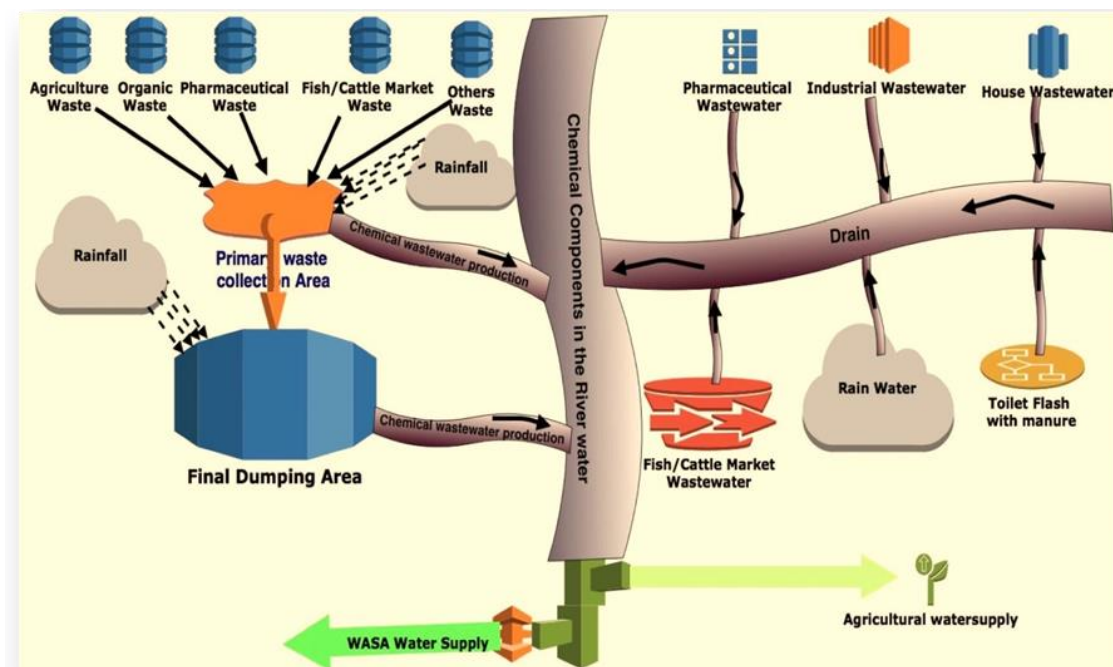 Agriculture
Waste
Organic
Waste
Pharmaceutical
Waste
Fish/Cattle Market
Waste
Others
Waste
Pharmaceutical
Wastewater
Industrial Wastewater
House Wastewater
Rainfall
Rainfall
Primary waste
collection Area
Chemical wastewater production
Chemical Components in the River water
Drain
Final Dumping Area
Chemical wastewater production
Fish/Cattle Market
Wastewater
Rain Water
Toilet Flash
with manure
WASA Water Supply
Agricultural watersupply